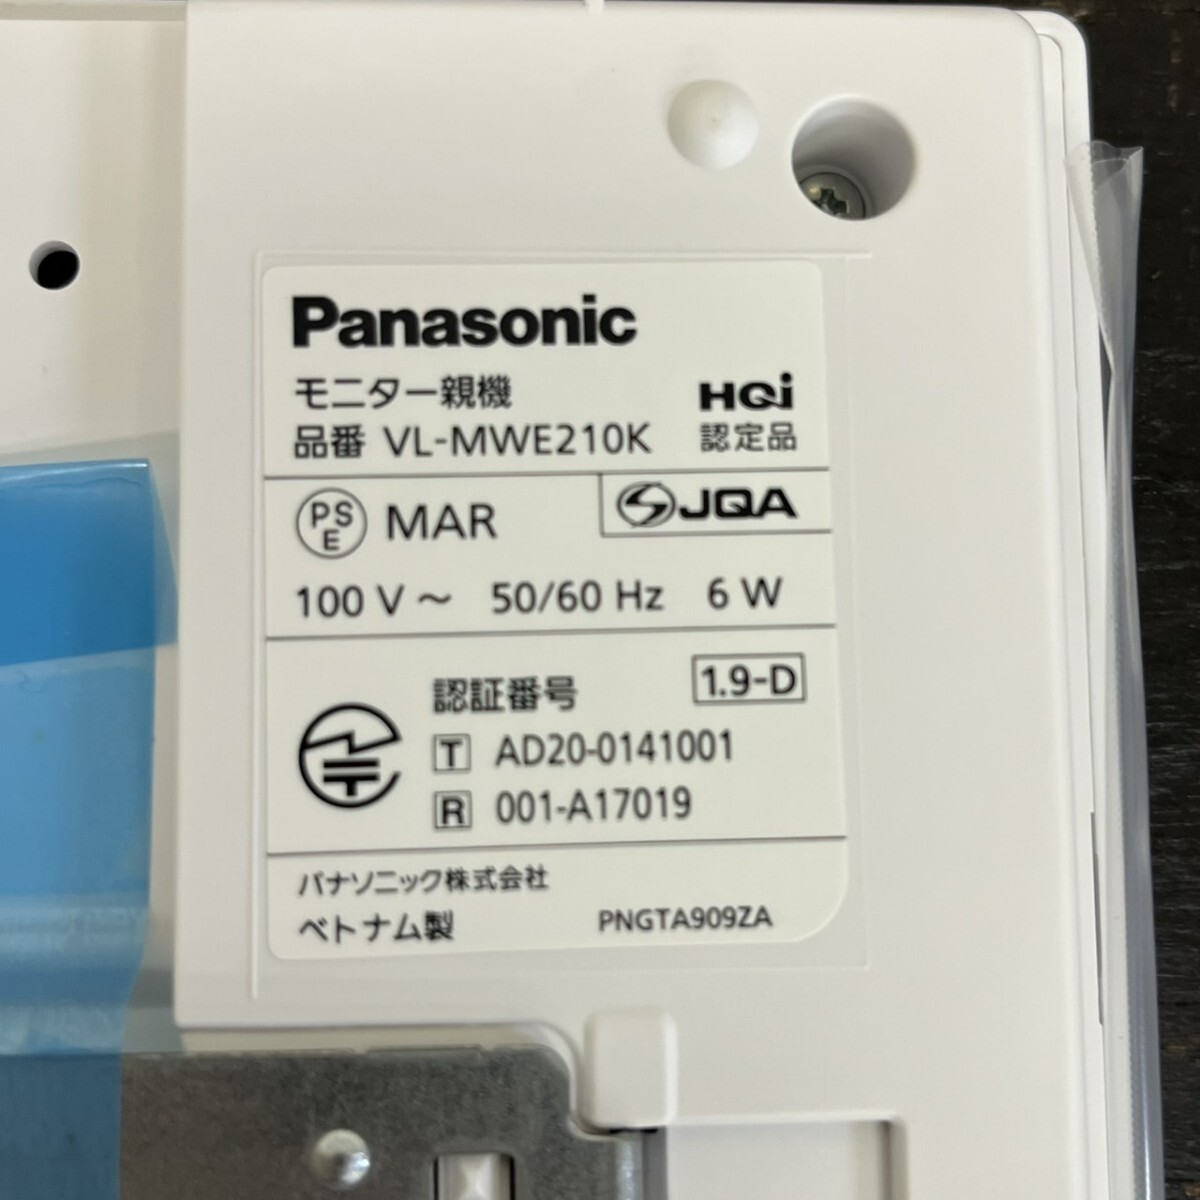 Panasonic
モニター親機
品番 VL-MWE210K
HQi
認定品
PSE MAR
JQA
100 V～ 50/60 Hz 6 W
認証番号
1.9-D
T AD20-0141001
R 001-A17019
パナソニック株式会社
ベトナム製
PNGTA909ZA